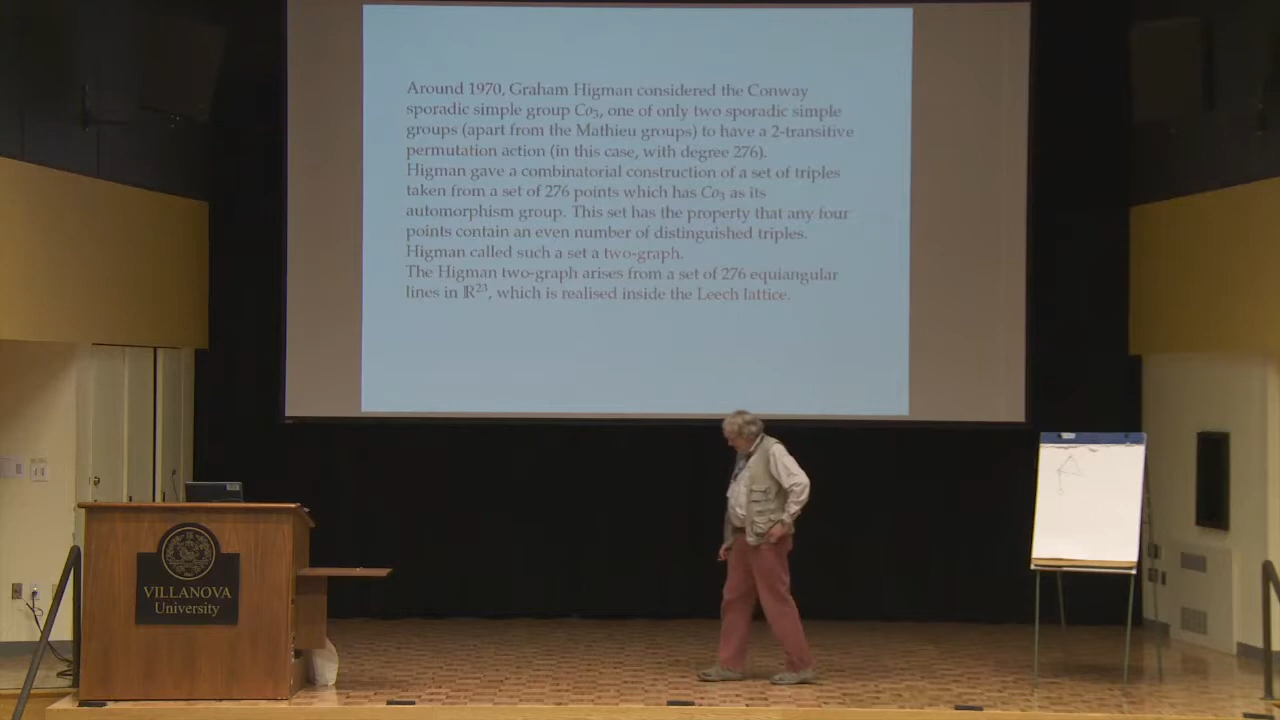 Around 1970, Graham Higman considered the Conway
sporadic simple group Co₃, one of only two sporadic simple
groups (apart from the Mathieu groups) to have a 2-transitive
permutation action (in this case, with degree 276).
Higman gave a combinatorial construction of a set of triples
taken from a set of 276 points which has Co₃ as its
automorphism group. This set has the property that any four
points contain an even number of distinguished triples.
Higman called such a set a two-graph.
The Higman two-graph arises from a set of 276 equiangular
lines in ℝ²³, which is realised inside the Leech lattice.
VILLANOVA
University